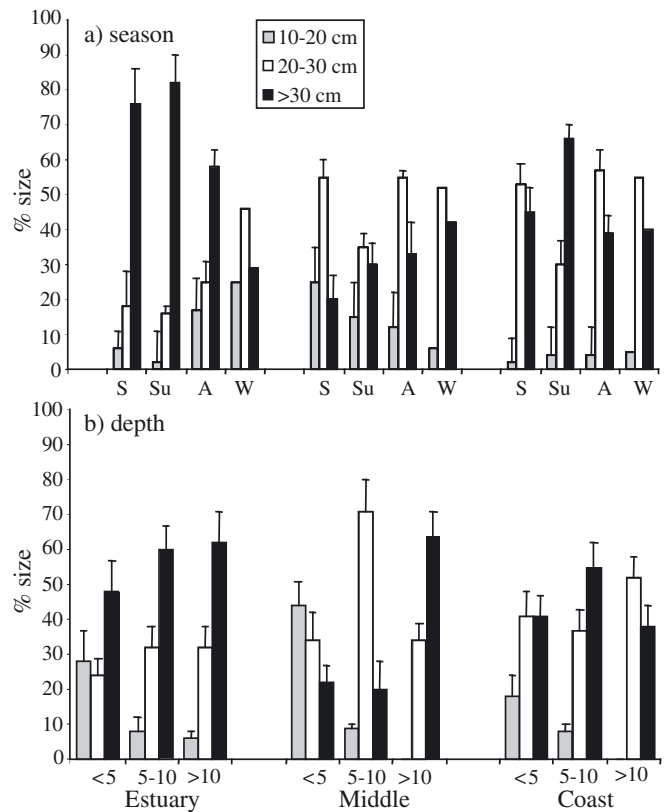 100
a) season
10-20 cm
90
20-30 cm
80
>30 cm
70
60
50
40
30
20
10
0
% size
S Su A W S Su A W S Su A W
100
b) depth
90
80
70
60
50
40
30
20
10
0
% size
<5 5-10 >10 <5 5-10 >10 <5 5-10 >10
Estuary Middle Coast